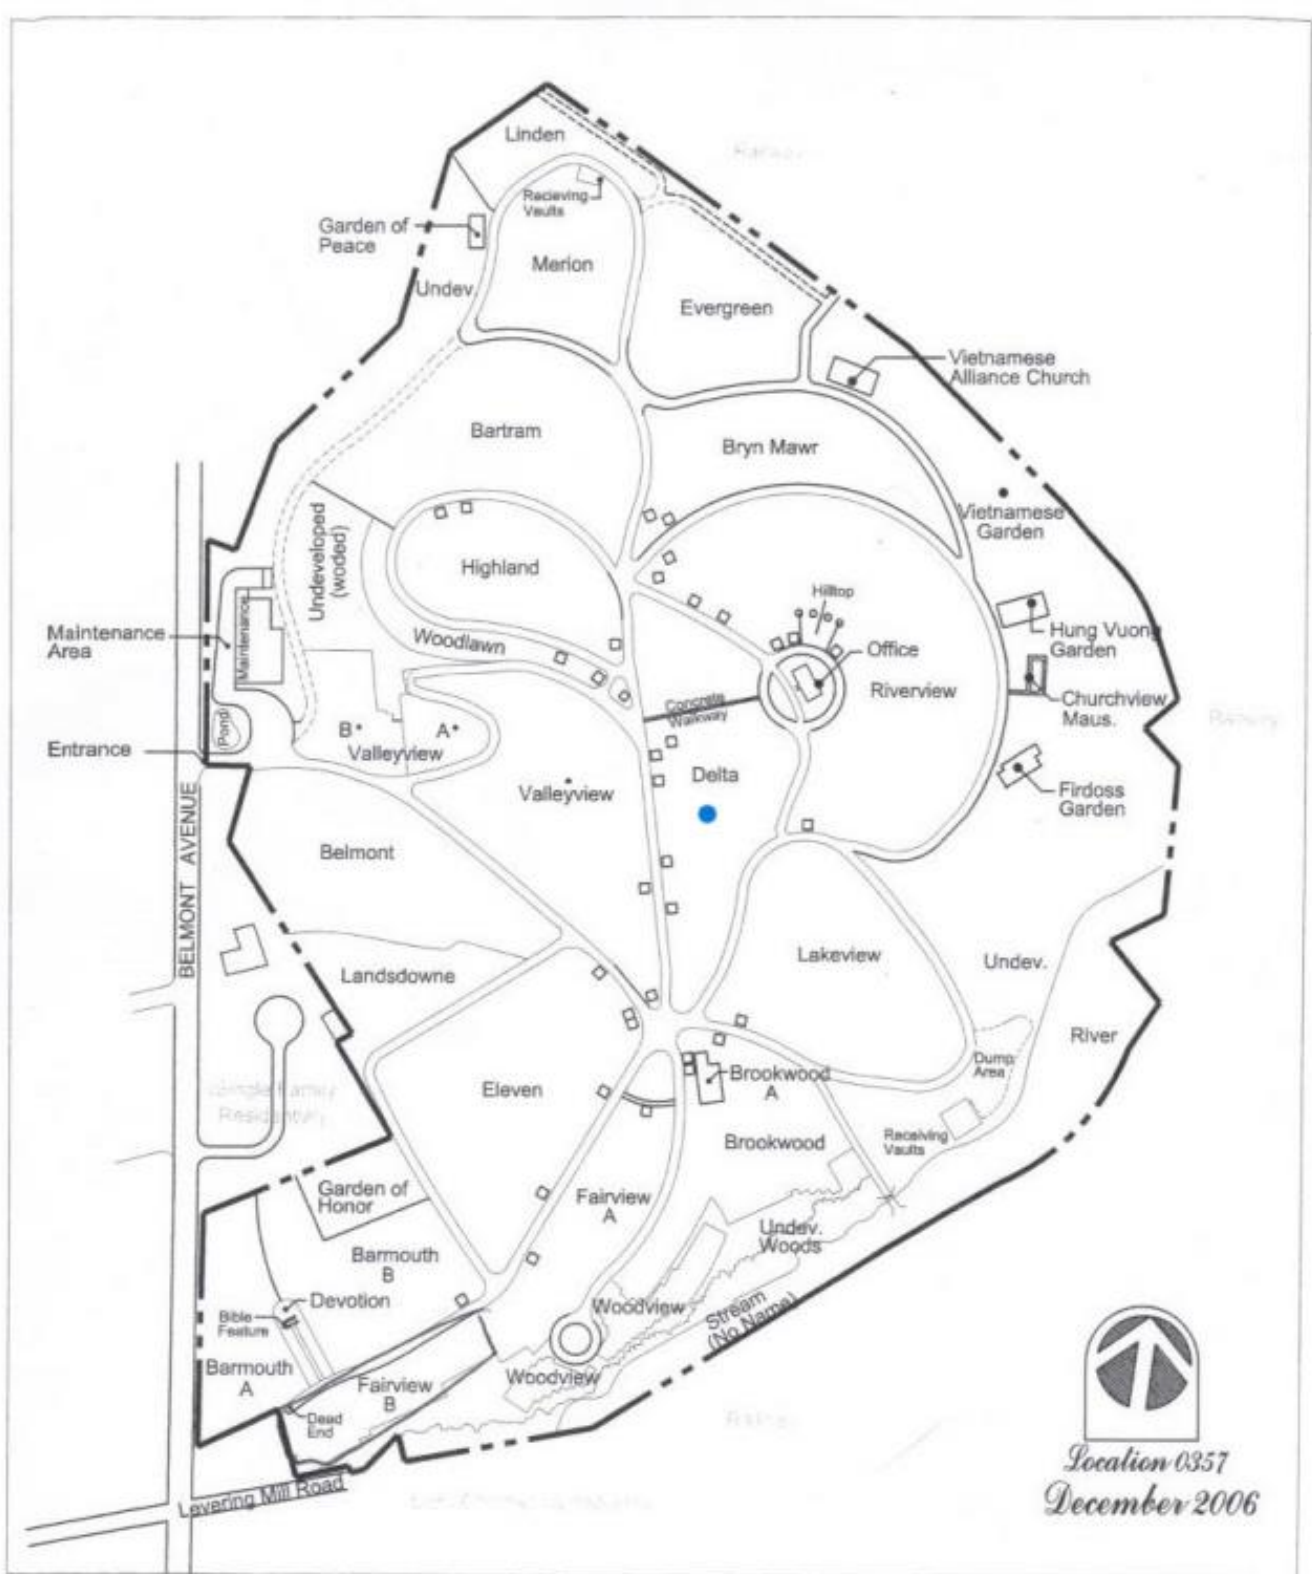 Linden
Recieving
Vaults
Garden of
Peace
Merion
Undev.
Evergreen
Vietnamese
Alliance Church
Bartram
Bryn Mawr
Vietnamese
Garden
Undeveloped
(woded)
Highland
Hilltop
Maintenance
Area
Maintenance
Woodlawn
Office
Hung Vuong
Garden
Riverview
Concrete
Walkway
Churchview
Maus.
Pond
B
A
Valleyview
Entrance
Valleyview
Delta
Firdoss
Garden
BELMONT AVENUE
Belmont
Landsdowne
Lakeview
Undev.
River
Dump
Area
Eleven
Brookwood
A
Single Family
Brookwood
Receiving
Vaults
Garden of
Honor
Fairview
A
Undev.
Woods
Barmouth
B
Devotion
Bible
Feature
Woodview
Stream
(No Name)
Barmouth
A
Fairview
B
Woodview
Dead
End
Levering Mill Road
Location 0357
December 2006